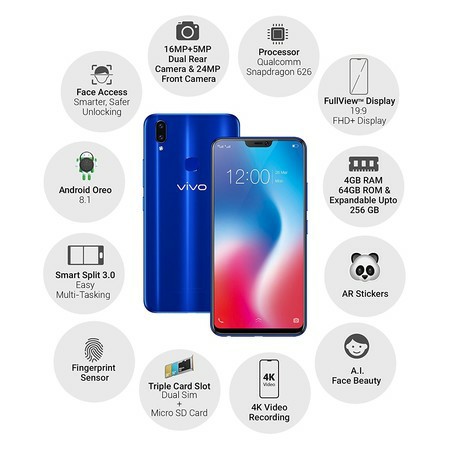 16MP+5MP
Dual Rear
Camera & 24MP
Front Camera
Processor
Qualcomm
Snapdragon 626
Face Access
Smarter, Safer
Unlocking
FullView™ Display
19:9
FHD+ Display
Android Oreo
8.1
vivo
12:00
4GB RAM
64GB ROM &
Expandable Upto
256 GB
Smart Split 3.0
Easy
Multi-Tasking
AR Stickers
Fingerprint
Sensor
Triple Card Slot
Dual Sim
+
Micro SD Card
4K
Video
4K Video
Recording
A.I.
Face Beauty